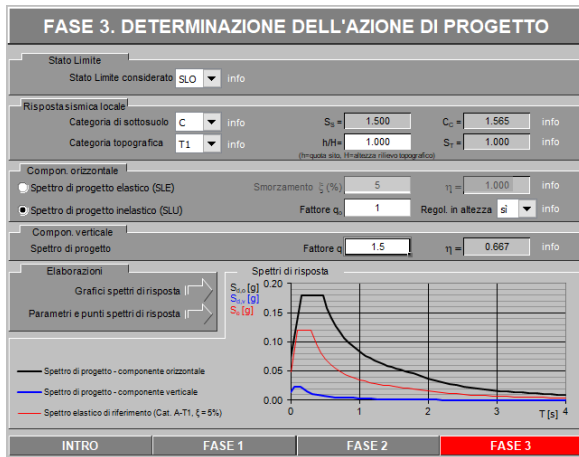 FASE 3. DETERMINAZIONE DELL'AZIONE DI PROGETTO
Stato Limite
Stato Limite considerato SLO info
Risposta sismica locale
Categoria di sottosuolo C info Sₛ = 1.500 C_C = 1.565 info
Categoria topografica T1 info h/H= 1.000 S_T = 1.000 info
(h=quota sito, H=altezza rilievo topografico)
Compon. orizzontale
Spettro di progetto elastico (SLE) Smorzamento ξ (%) 5 η = 1.000 info
Spettro di progetto inelastico (SLU) Fattore qₒ 1 Regol. in altezza sì info
Compon. verticale
Spettro di progetto Fattore q 1.5 η = 0.667 info
Elaborazioni
Grafici spettri di risposta
Parametri e punti spettri di risposta
Spettri di risposta
S_d,o [g]
S_d,v [g]
S_e [g]
0.20
0.15
0.10
0.05
0.00
0 1 2 3 4
T [s]
Spettro di progetto - componente orizzontale
Spettro di progetto - componente verticale
Spettro elastico di riferimento (Cat. A-T1, ξ = 5%)
INTRO FASE 1 FASE 2 FASE 3